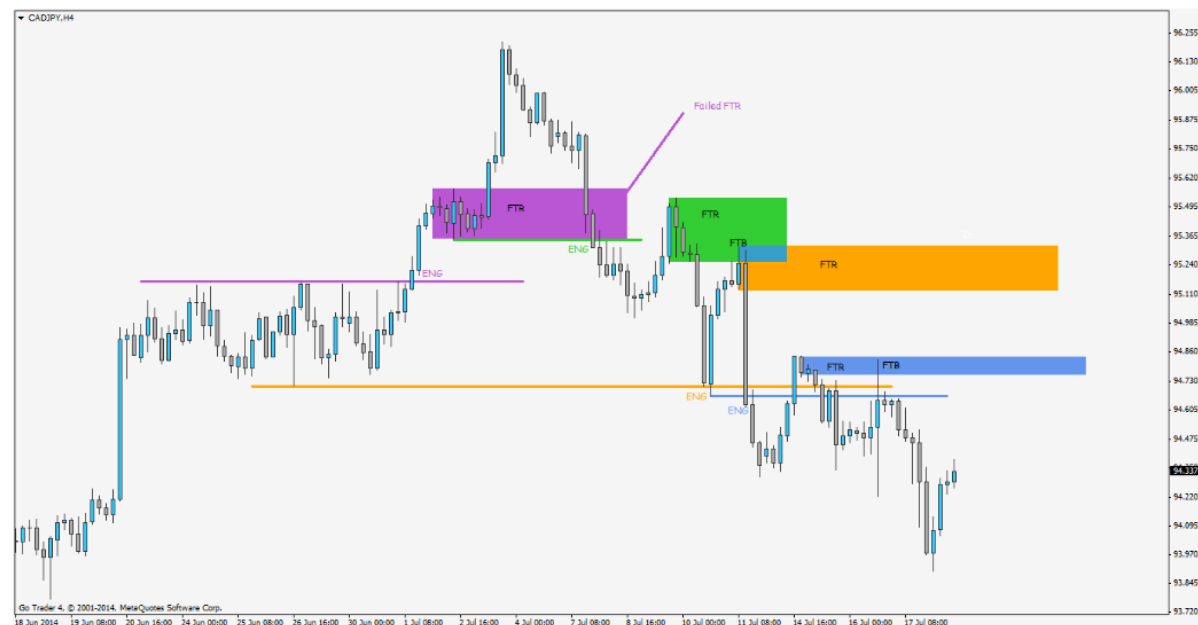 CADJPY,H4
96.255
96.130
96.005
95.875
95.750
95.620
95.495
95.365
95.240
95.110
94.985
94.860
94.730
94.605
94.475
94.337
94.220
94.095
93.970
93.845
93.720
Failed FTR
FTR
FTR
FTB
ENG
ENG
FTR
FTR
FTB
ENG
ENG
Go Trader 4, © 2001-2014, MetaQuotes Software Corp.
18 Jun 2014 19 Jun 08:00 20 Jun 16:00 24 Jun 00:00 25 Jun 08:00 26 Jun 16:00 30 Jun 00:00 1 Jul 08:00 2 Jul 16:00 4 Jul 00:00 7 Jul 08:00 8 Jul 16:00 10 Jul 00:00 11 Jul 08:00 14 Jul 16:00 16 Jul 00:00 17 Jul 08:00